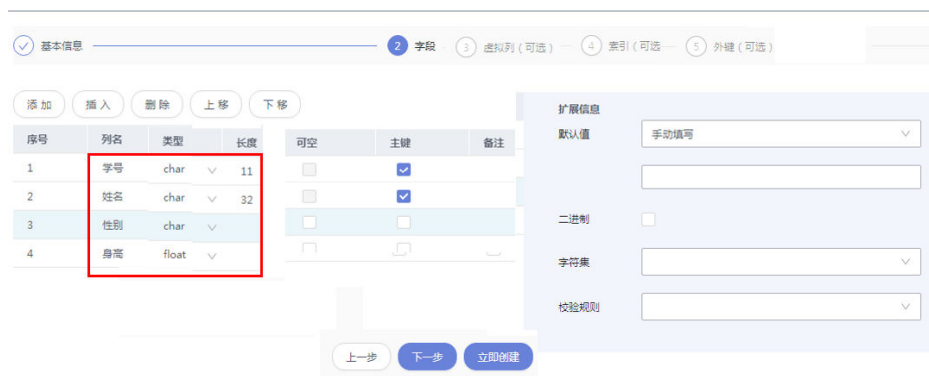 基本信息 2 字段 3 虚拟列（可选） 4 索引（可选 5 外键（可选）
添加 插入 删除 上移 下移 扩展信息
序号 列名 类型 长度 可空 主键 备注 默认值 手动填写
1 学号 char 11
2 姓名 char 32
3 性别 char 二进制
4 身高 float 字符集
校验规则
上一步 下一步 立即创建